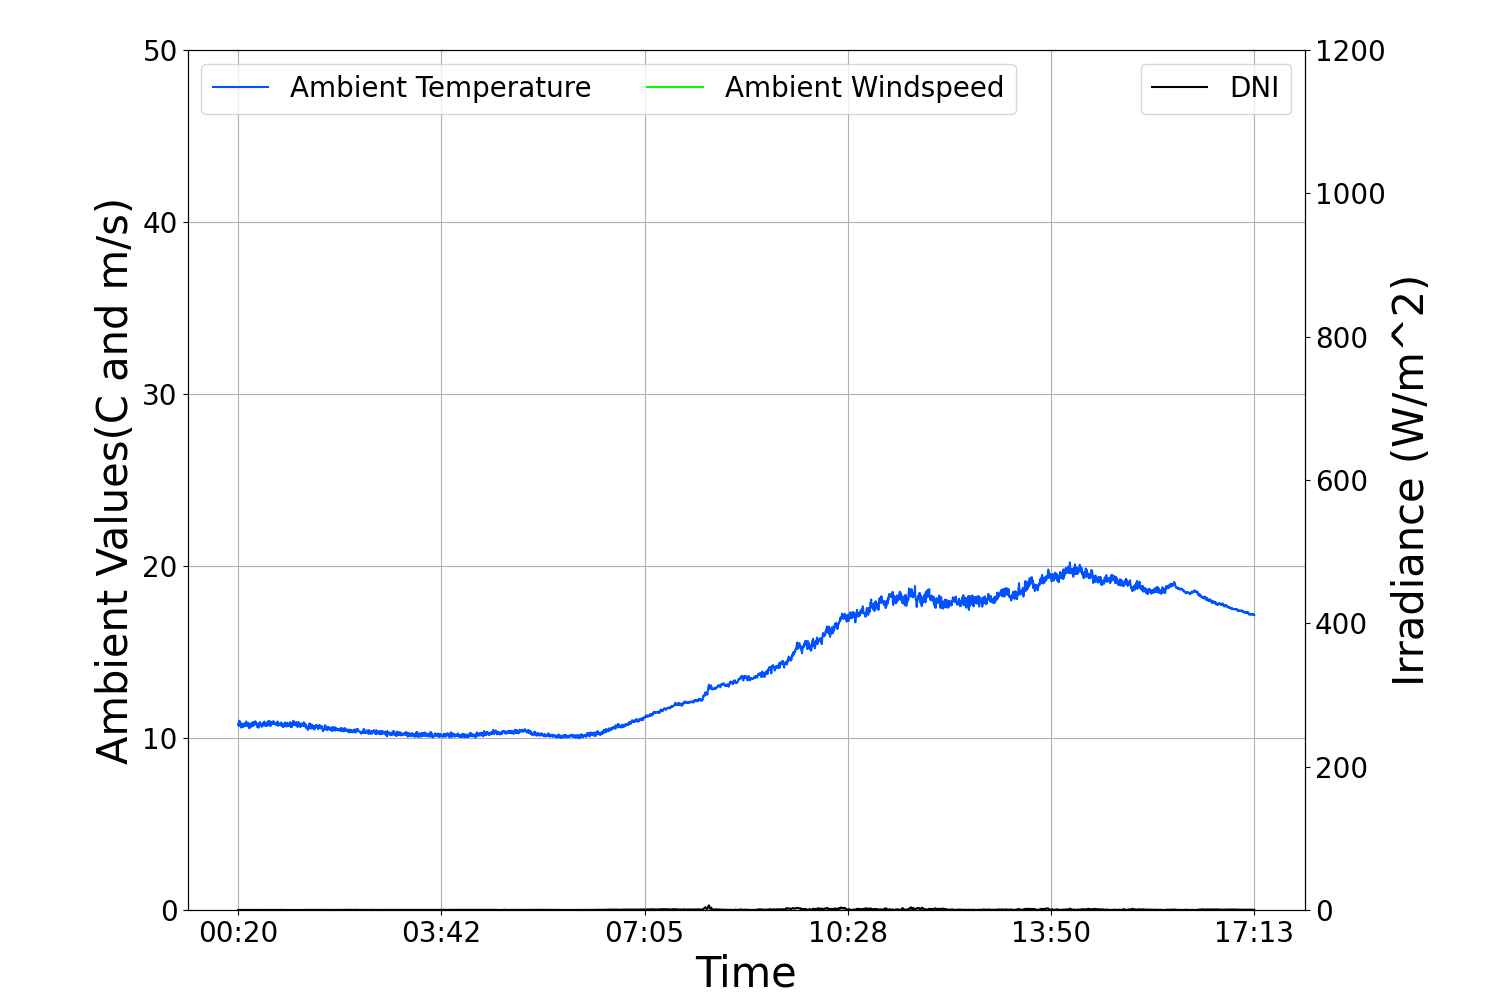 Ambient Temperature Ambient Windspeed DNI
50
40
30
20
10
0
Ambient Values(C and m/s)
1200
1000
800
600
400
200
0
Irradiance (W/m^2)
00:20 03:42 07:05 10:28 13:50 17:13
Time